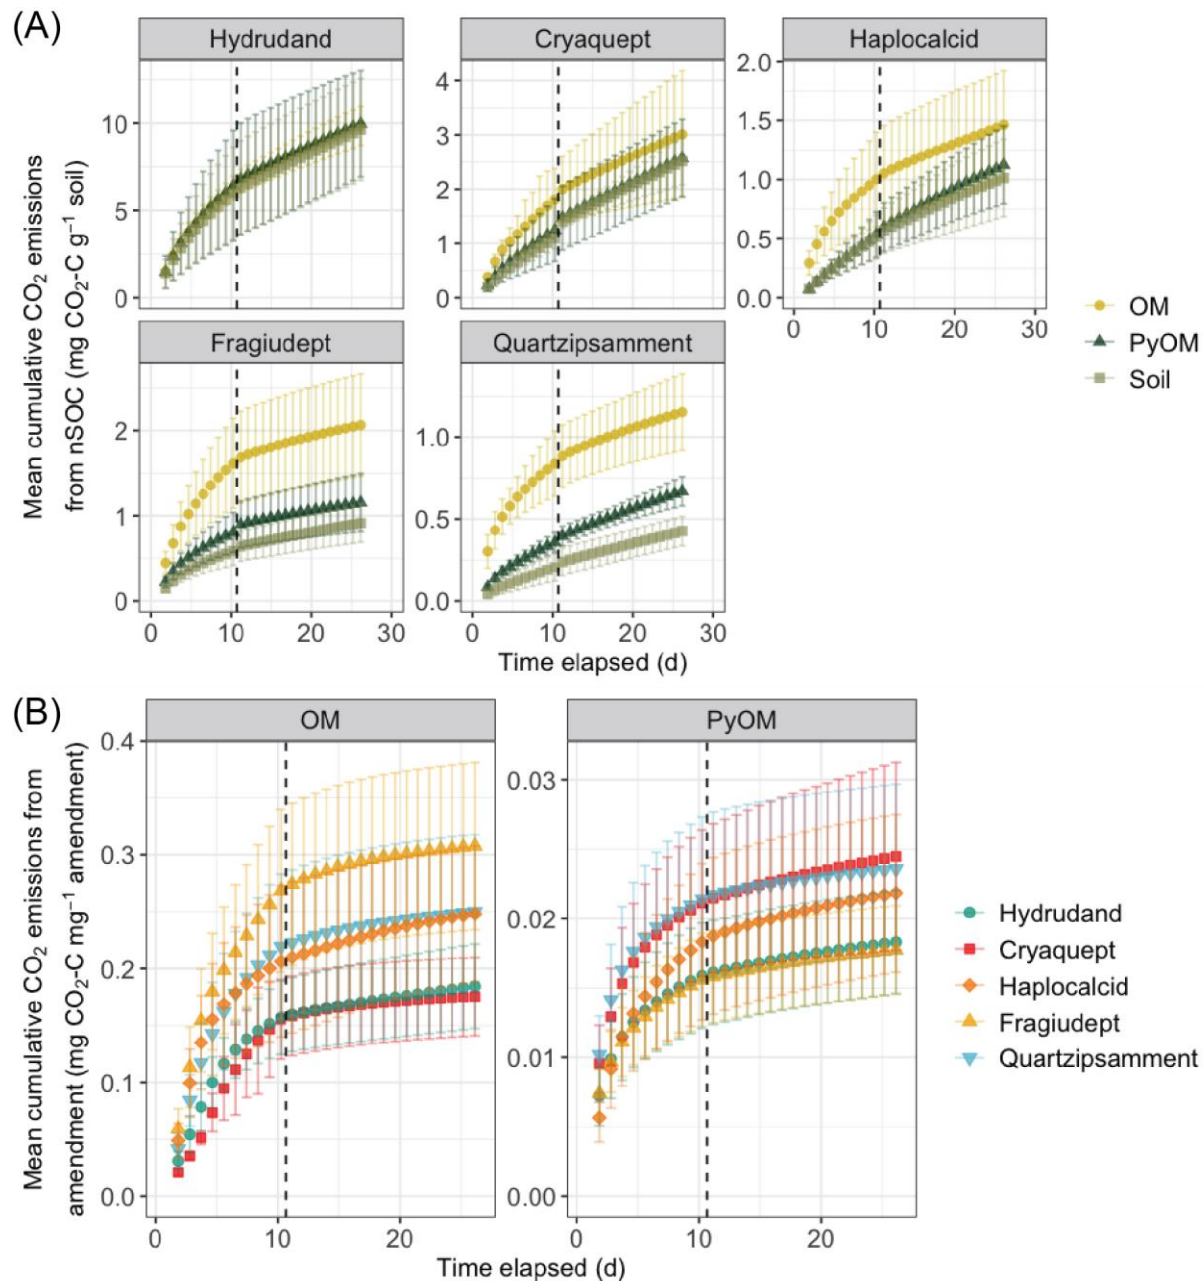 (A)
Hydrudand
Cryaquept
Haplocalcid
Mean cumulative CO₂ emissions
from nSOC (mg CO₂-C g⁻¹ soil)
10
5
0
4
3
2
1
0
2.0
1.5
1.0
0.5
0.0
0 10 20 30
OM
PyOM
Soil
Fragiudept
Quartzipsamment
2
1
0
1.0
0.5
0.0
0 10 20 30
0 10 20 30
Time elapsed (d)
(B)
OM
PyOM
Mean cumulative CO₂ emissions from
amendment (mg CO₂-C mg⁻¹ amendment)
0.4
0.3
0.2
0.1
0.0
0.03
0.02
0.01
0.00
Hydrudand
Cryaquept
Haplocalcid
Fragiudept
Quartzipsamment
0 10 20
0 10 20
Time elapsed (d)